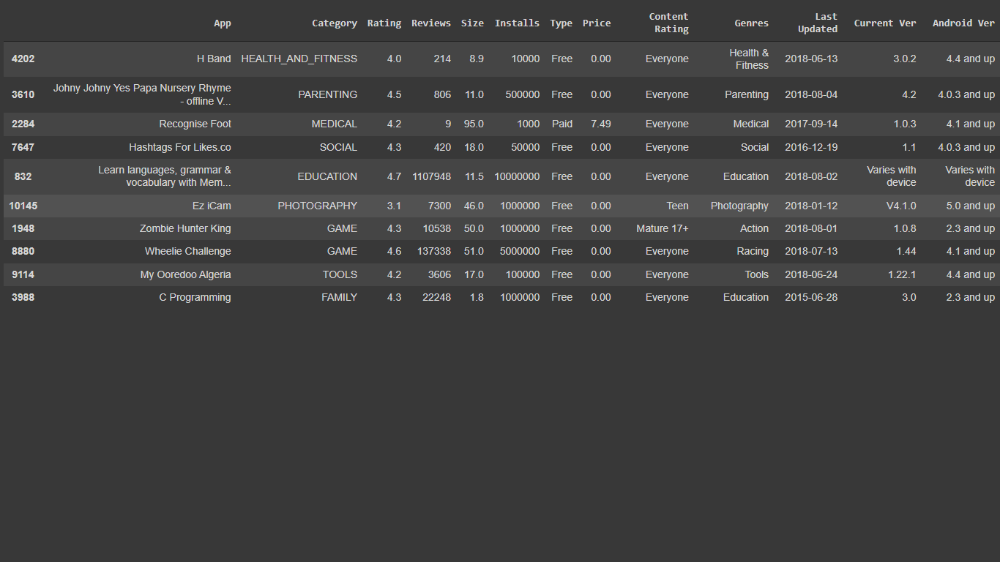 App Category Rating Reviews Size Installs Type Price Content Rating Genres Last Updated Current Ver Android Ver
4202 H Band HEALTH_AND_FITNESS 4.0 214 8.9 10000 Free 0.00 Everyone Health & Fitness 2018-06-13 3.0.2 4.4 and up
3610 Johny Johny Yes Papa Nursery Rhyme - offline V... PARENTING 4.5 806 11.0 500000 Free 0.00 Everyone Parenting 2018-08-04 4.2 4.0.3 and up
2284 Recognise Foot MEDICAL 4.2 9 95.0 1000 Paid 7.49 Everyone Medical 2017-09-14 1.0.3 4.1 and up
7647 Hashtags For Likes.co SOCIAL 4.3 420 18.0 50000 Free 0.00 Everyone Social 2016-12-19 1.1 4.0.3 and up
832 Learn languages, grammar & vocabulary with Mem... EDUCATION 4.7 1107948 11.5 10000000 Free 0.00 Everyone Education 2018-08-02 Varies with device Varies with device
10145 Ez iCam PHOTOGRAPHY 3.1 7300 46.0 1000000 Free 0.00 Teen Photography 2018-01-12 V4.1.0 5.0 and up
1948 Zombie Hunter King GAME 4.3 10538 50.0 1000000 Free 0.00 Mature 17+ Action 2018-08-01 1.0.8 2.3 and up
8880 Wheelie Challenge GAME 4.6 137338 51.0 5000000 Free 0.00 Everyone Racing 2018-07-13 1.44 4.1 and up
9114 My Ooredoo Algeria TOOLS 4.2 3606 17.0 100000 Free 0.00 Everyone Tools 2018-06-24 1.22.1 4.4 and up
3988 C Programming FAMILY 4.3 22248 1.8 1000000 Free 0.00 Everyone Education 2015-06-28 3.0 2.3 and up